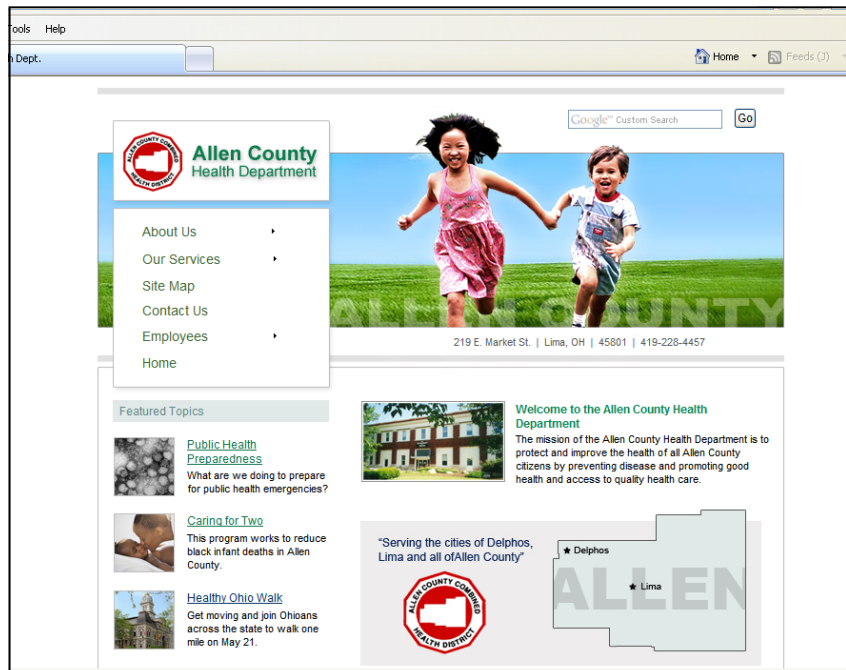 Tools Help
h Dept.
Home Feeds (J)
Google™ Custom Search Go
ALLEN COUNTY COMBINED HEALTH DISTRICT
Allen County
Health Department
About Us
Our Services
Site Map
Contact Us
Employees
Home
ALLEN COUNTY
219 E. Market St. | Lima, OH | 45801 | 419-228-4457
Featured Topics
Public Health
Preparedness
What are we doing to prepare
for public health emergencies?
Caring for Two
This program works to reduce
black infant deaths in Allen
County.
Healthy Ohio Walk
Get moving and join Ohioans
across the state to walk one
mile on May 21.
Welcome to the Allen County Health
Department
The mission of the Allen County Health Department is to
protect and improve the health of all Allen County
citizens by preventing disease and promoting good
health and access to quality health care.
"Serving the cities of Delphos,
Lima and all ofAllen County"
ALLEN COUNTY COMBINED HEALTH DISTRICT
Delphos
ALLEN
Lima